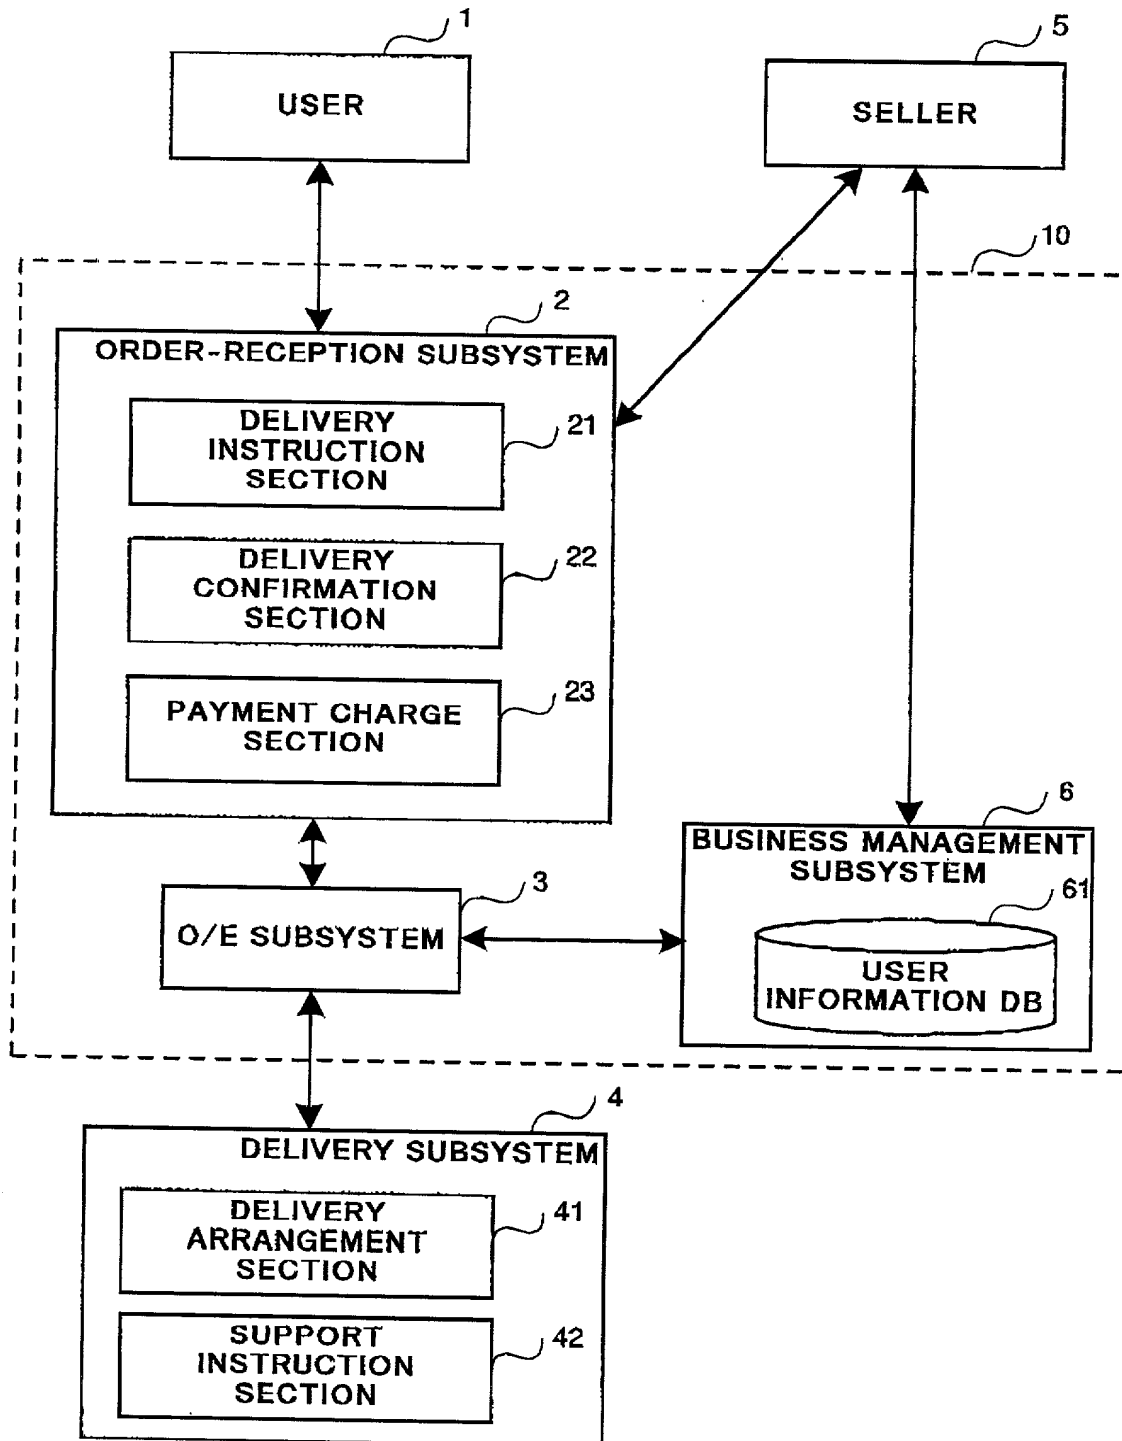 1
USER
5
SELLER
10
2
ORDER-RECEPTION SUBSYSTEM
DELIVERY
INSTRUCTION
SECTION
21
DELIVERY
CONFIRMATION
SECTION
22
PAYMENT CHARGE
SECTION
23
3
O/E SUBSYSTEM
6
BUSINESS MANAGEMENT
SUBSYSTEM
61
USER
INFORMATION DB
4
DELIVERY SUBSYSTEM
DELIVERY
ARRANGEMENT
SECTION
41
SUPPORT
INSTRUCTION
SECTION
42